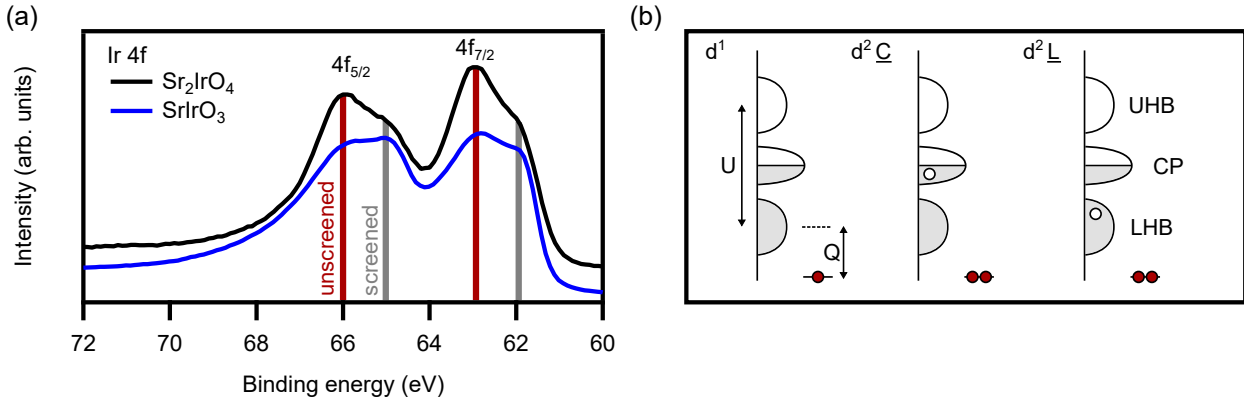 (a)
Ir 4f
Sr₂IrO₄
SrIrO₃
4f₅/₂
4f₇/₂
unscreened
screened
Intensity (arb. units)
72
70
68
66
64
62
60
Binding energy (eV)
(b)
d¹
d² C
d² L
UHB
U
CP
LHB
Q